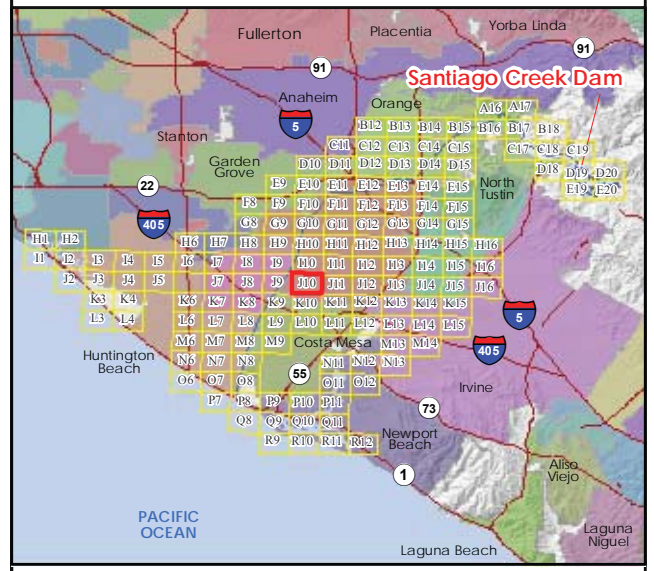 Yorba Linda
Fullerton
Placentia
91
91
Santiago Creek Dam
Anaheim
Orange
A16 A17
5
B12 B13 B14 B15 B16 B17 B18
Stanton
C11 C12 C13 C14 C15 C17 C18 C19
Garden
Grove
D10 D11 D12 D13 D14 D15 D18 D19 D20
22
E9 E10 E11 E12 E13 E14 E15 E19 E20
North
Tustin
F8 F9 F10 F11 F12 F13 F14 F15
405
G8 G9 G10 G11 G12 G13 G14 G15
H1 H2 H6 H7 H8 H9 H10 H11 H12 H13 H14 H15 H16
I1 I2 I3 I4 I5 I6 I7 I8 I9 I10 I11 I12 I13 I14 I15 I16
J2 J3 J4 J5 J7 J8 J9 J10 J11 J12 J13 J14 J15 J16
K3 K4 K6 K7 K8 K9 K10 K11 K12 K13 K14 K15
5
L3 L4 L6 L7 L8 L9 L10 L11 L12 L13 L14 L15
M6 M7 M8 M9 Costa Mesa M13 M14
405
Huntington
Beach
N6 N7 N8 N11 N12 N13
55
O6 O7 O8 O11 O12
Irvine
P7 P8 P9 P10 P11
73
Q8 Q9 Q10 Q11
Newport
Beach
R9 R10 R11 R12
1
Aliso
Viejo
PACIFIC
OCEAN
Laguna
Niguel
Laguna Beach